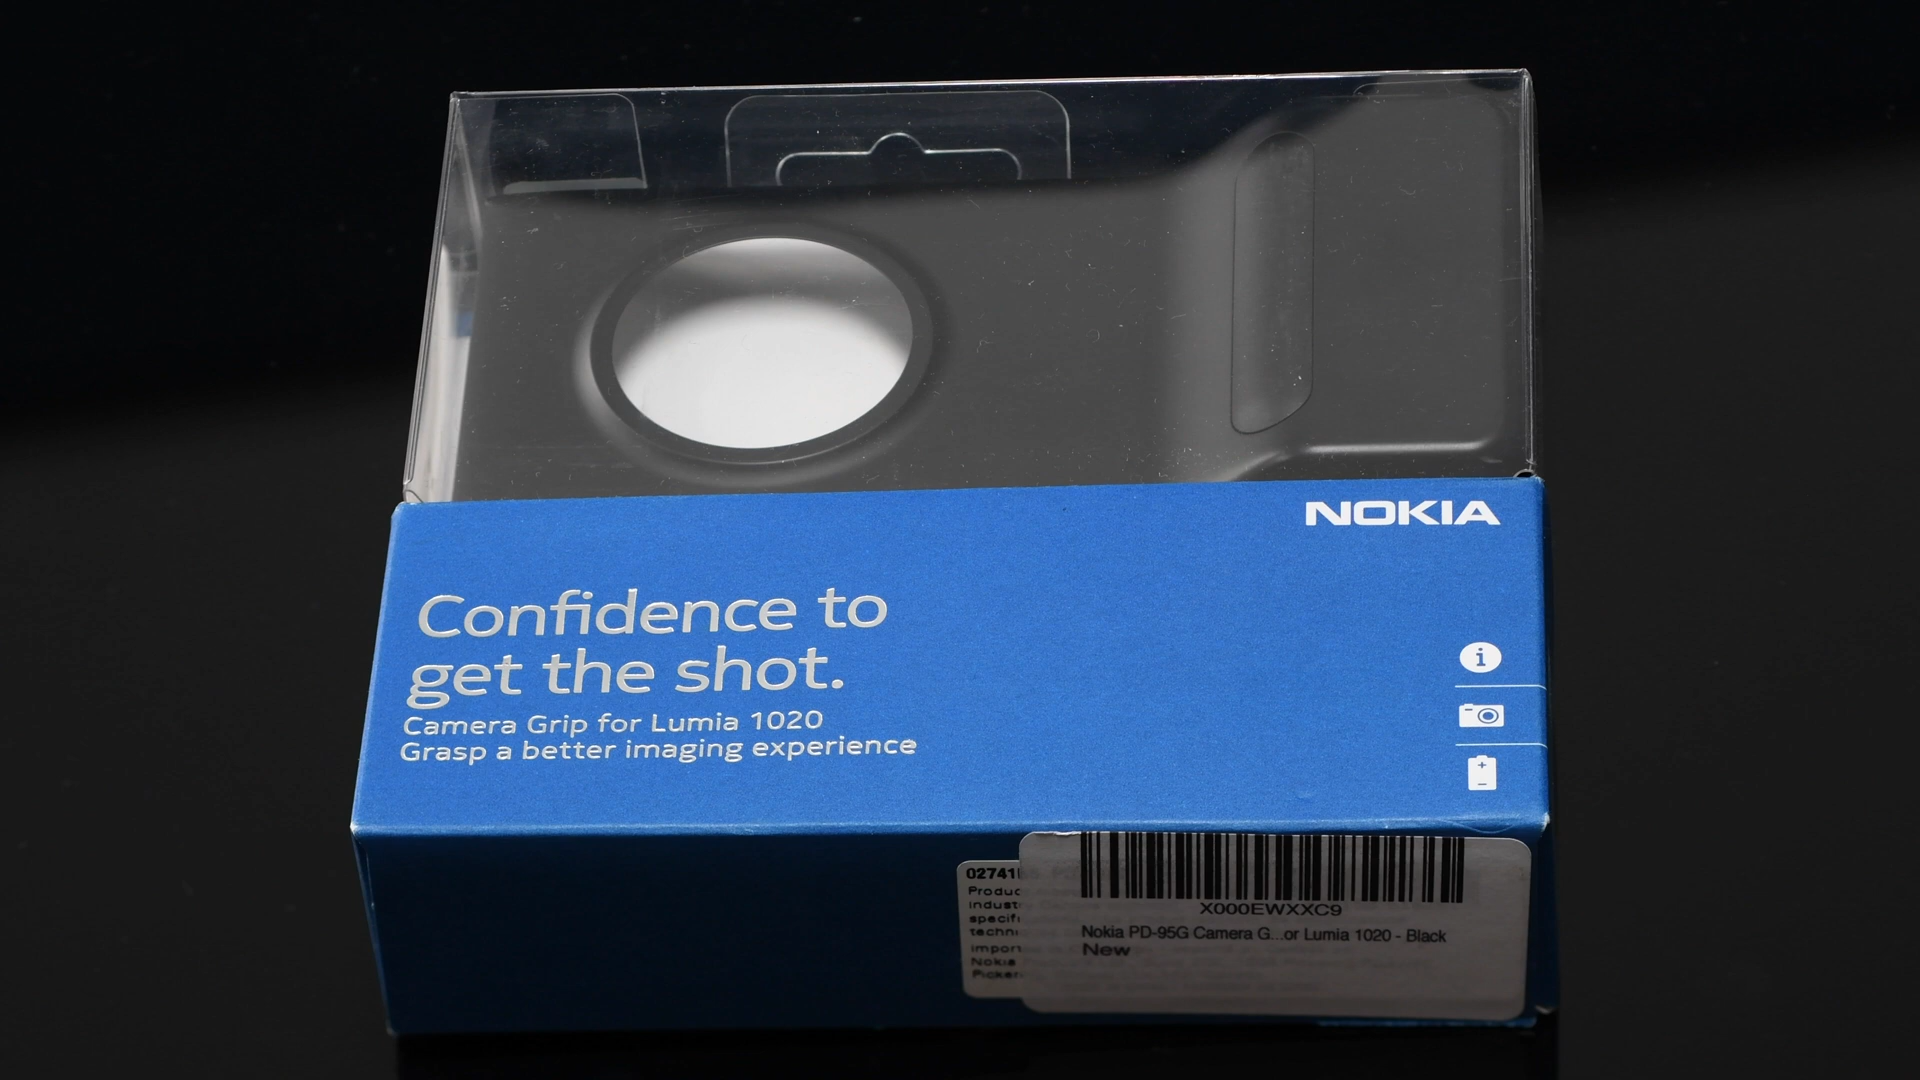 NOKIA
Confidence to
get the shot.
Camera Grip for Lumia 1020
Grasp a better imaging experience
X000EWXXC9
Nokia PD-95G Camera G...or Lumia 1020 - Black
New
Nokia